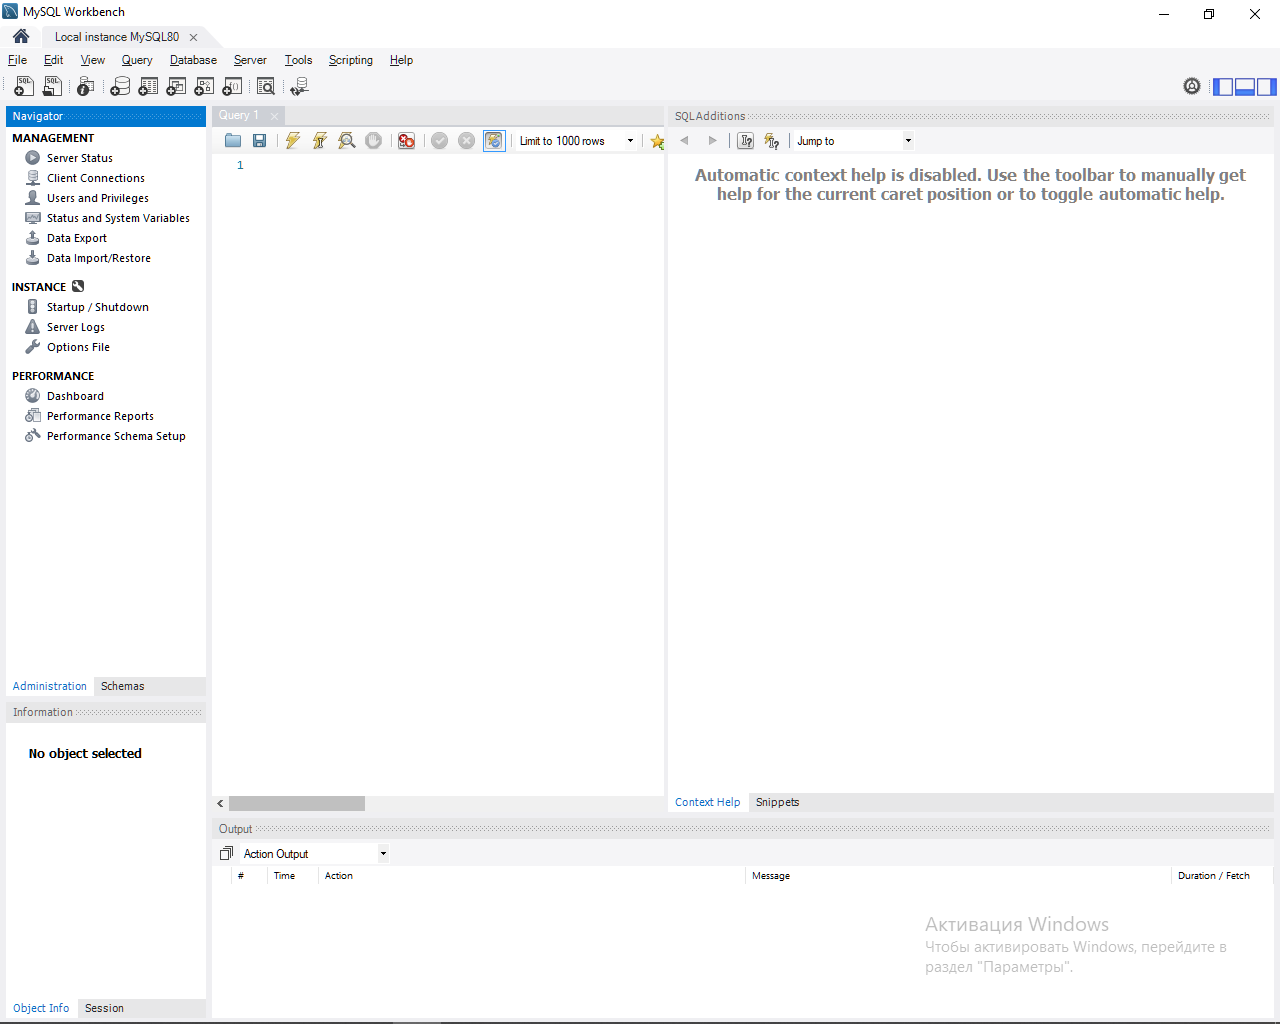 MySQL Workbench
Local instance MySQL80
File Edit View Query Database Server Tools Scripting Help
Navigator
MANAGEMENT
Server Status
Client Connections
Users and Privileges
Status and System Variables
Data Export
Data Import/Restore
INSTANCE
Startup / Shutdown
Server Logs
Options File
PERFORMANCE
Dashboard
Performance Reports
Performance Schema Setup
Administration Schemas
Information
No object selected
Object Info Session
Query 1
Limit to 1000 rows
1
SQLAdditions
Jump to
Automatic context help is disabled. Use the toolbar to manually get
help for the current caret position or to toggle automatic help.
Context Help Snippets
Output
Action Output
# Time Action Message Duration / Fetch
Активация Windows
Чтобы активировать Windows, перейдите в
раздел "Параметры".